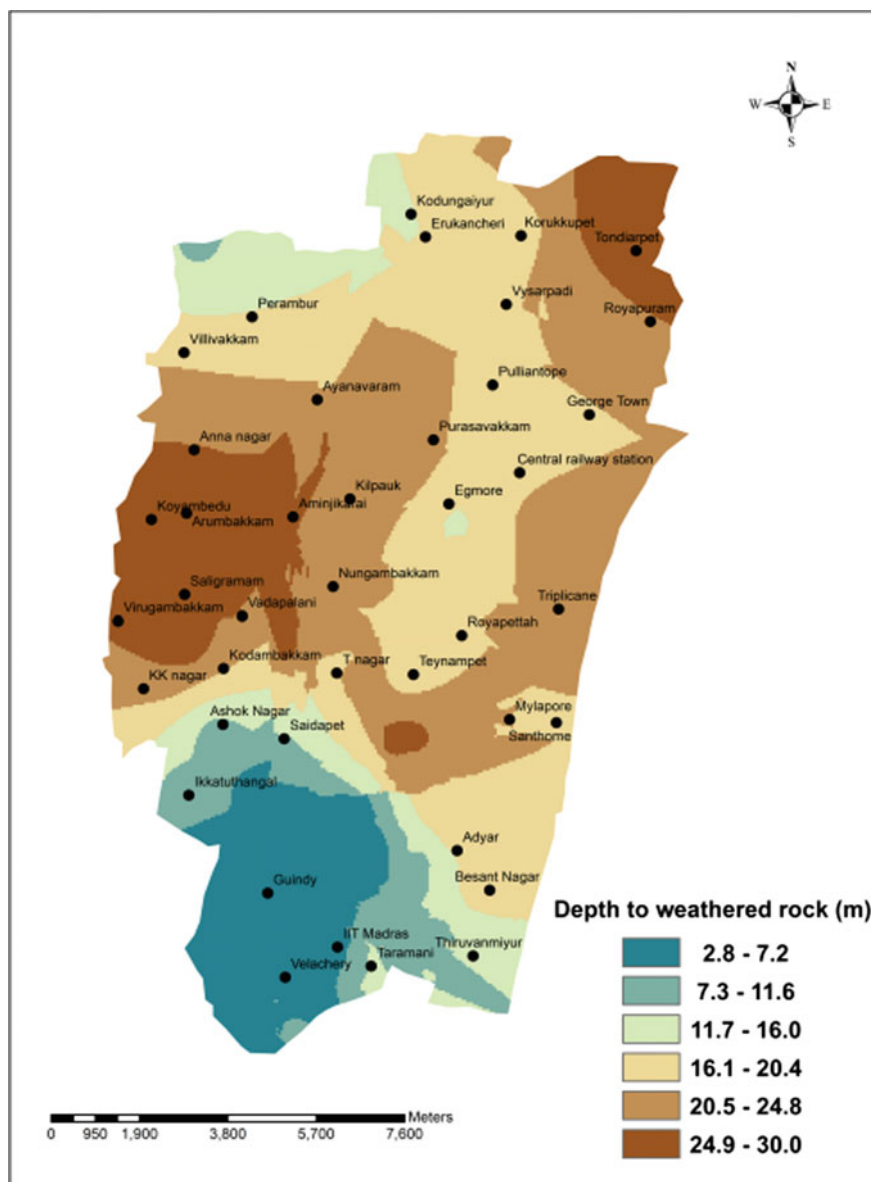 N
W E
S
Kodungaiyur
Erukancheri
Korukkupet
Tondiarpet
Vysarpadi
Royapuram
Perambur
Villivakkam
Pulliantope
Ayanavaram
George Town
Purasavakkam
Anna nagar
Central railway station
Kilpauk
Egmore
Koyambedu
Aminjikarai
Arumbakkam
Nungambakkam
Saligramam
Triplicane
Virugambakkam
Vadapalani
Royapettah
Kodambakkam
T nagar
Teynampet
KK nagar
Mylapore
Ashok Nagar
Saidapet
Santhome
Ikkatuthangal
Adyar
Guindy
Besant Nagar
IIT Madras
Thiruvanmiyur
Taramani
Velachery
Depth to weathered rock (m)
2.8 - 7.2
7.3 - 11.6
11.7 - 16.0
16.1 - 20.4
20.5 - 24.8
24.9 - 30.0
Meters
0 950 1,900 3,800 5,700 7,600